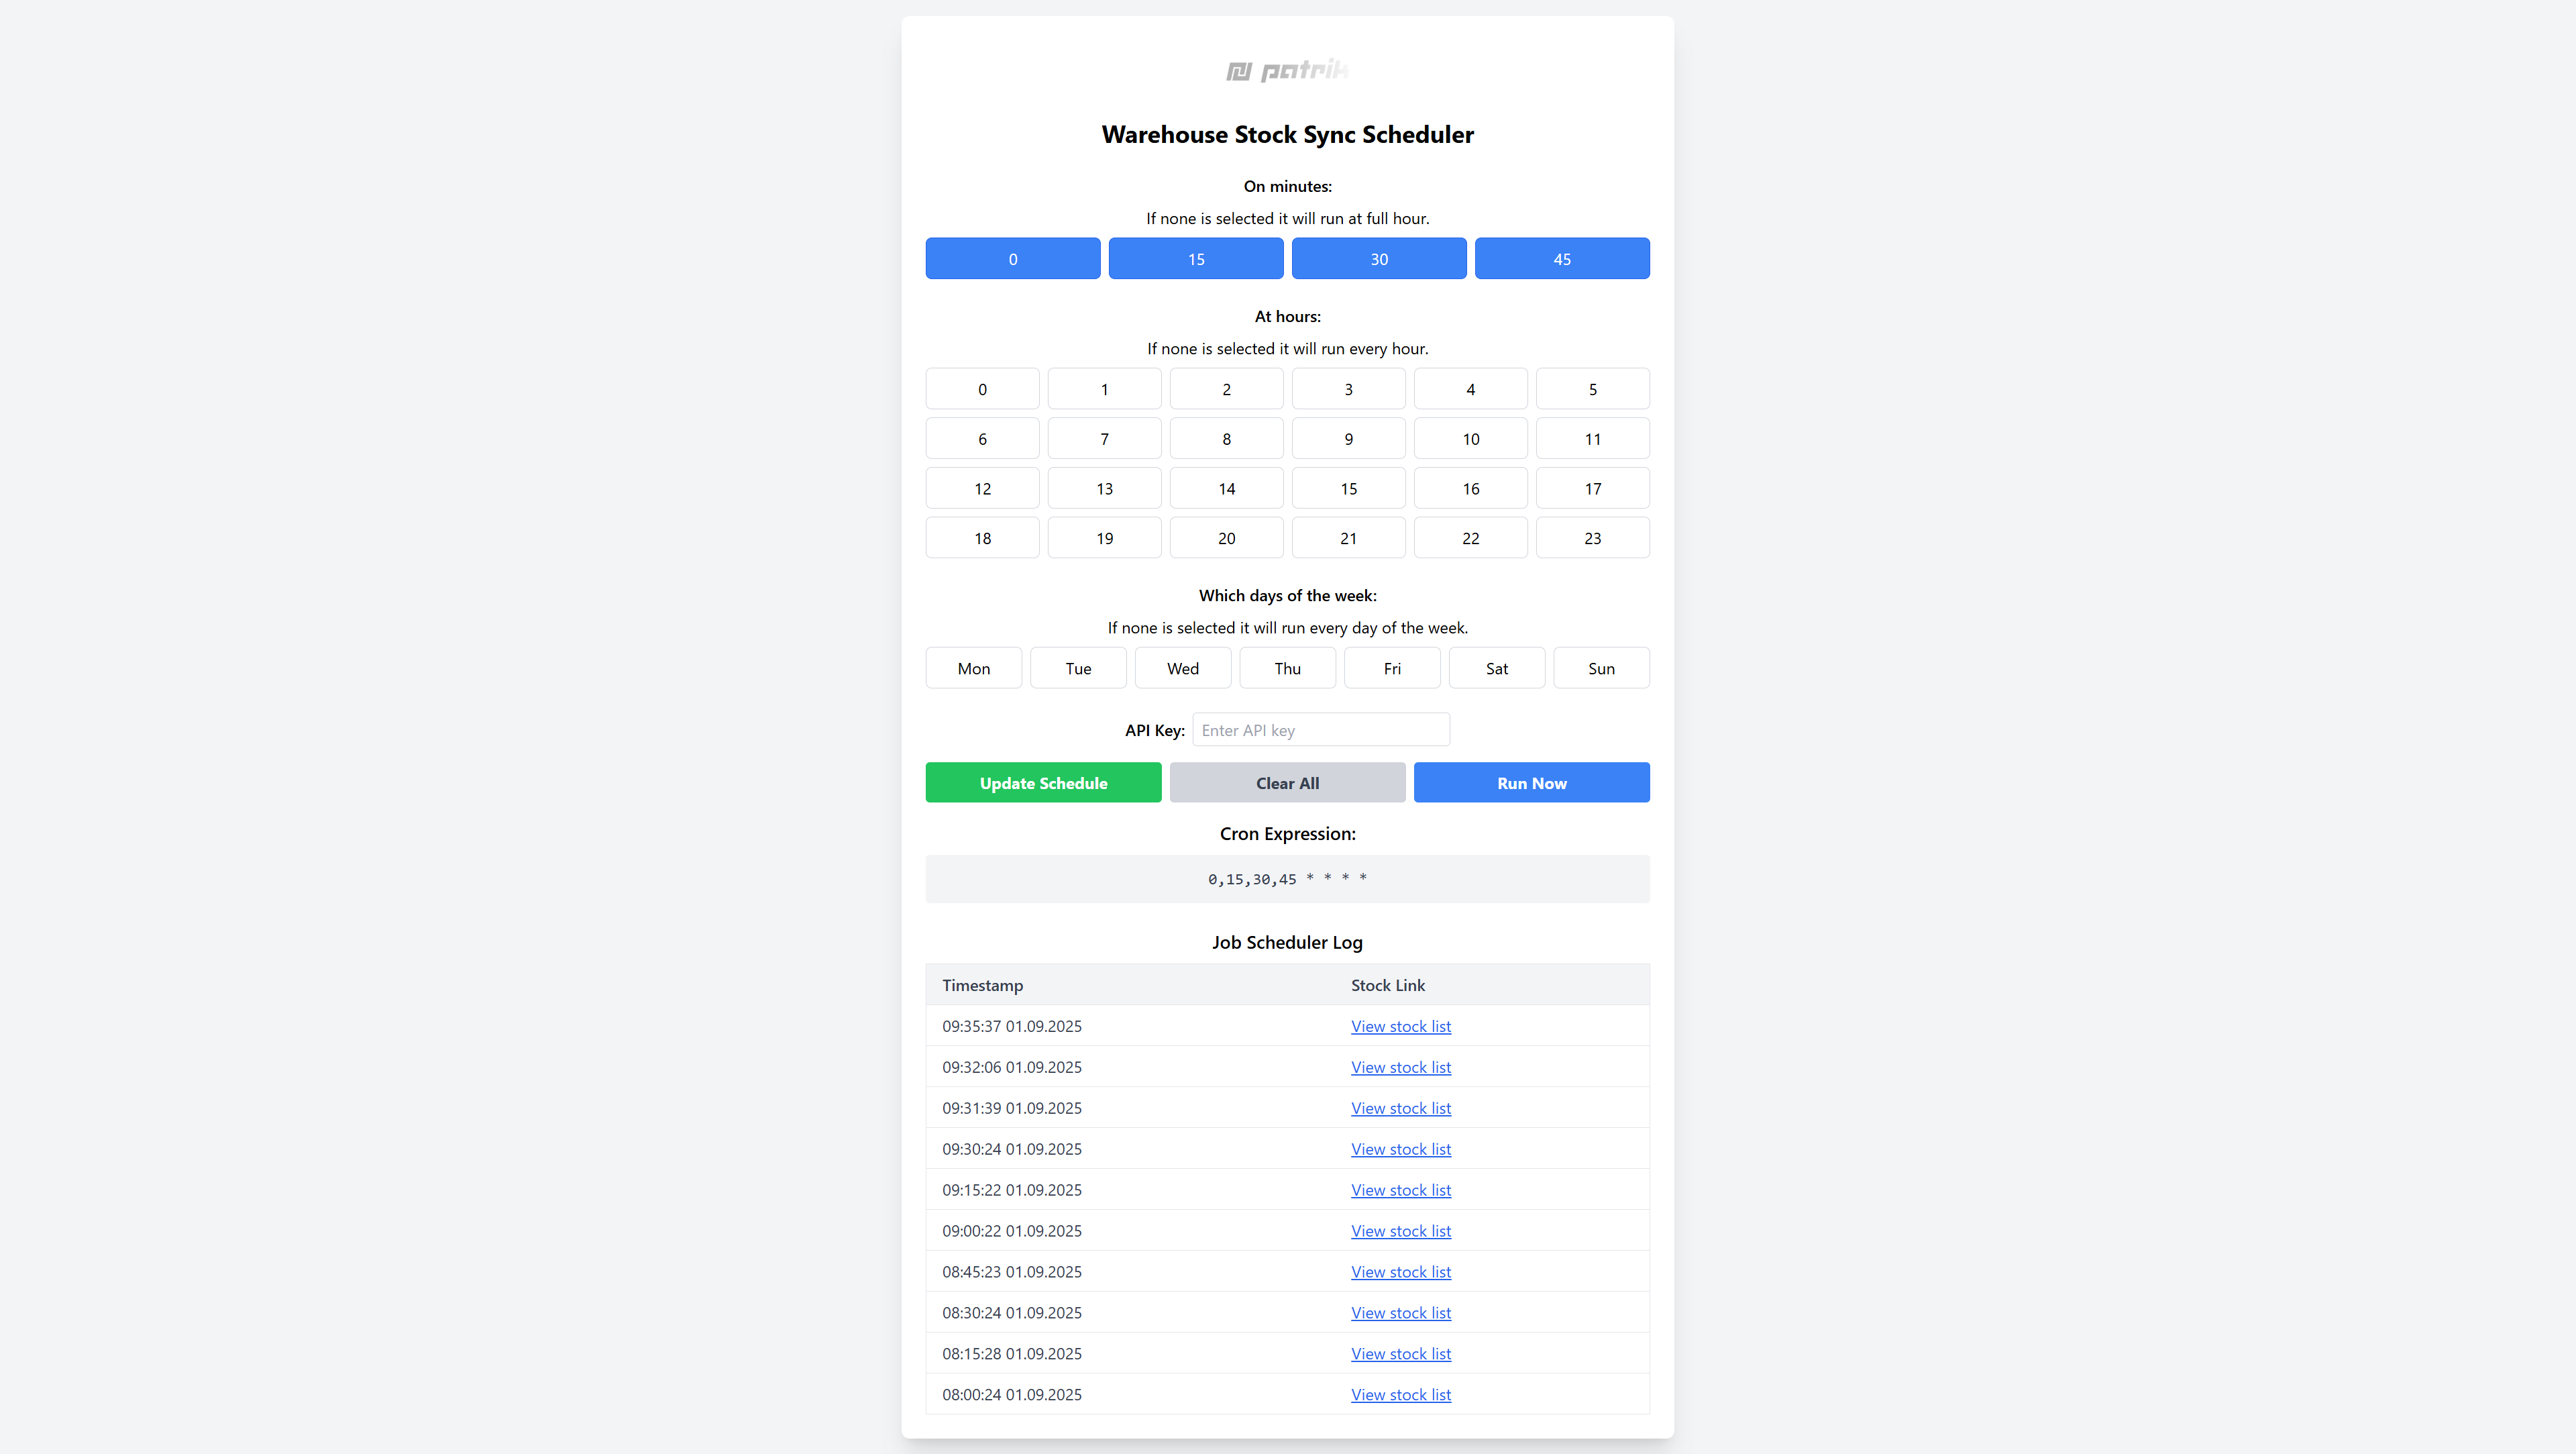 patrik
Warehouse Stock Sync Scheduler
On minutes:
If none is selected it will run at full hour.
0 15 30 45
At hours:
If none is selected it will run every hour.
0 1 2 3 4 5
6 7 8 9 10 11
12 13 14 15 16 17
18 19 20 21 22 23
Which days of the week:
If none is selected it will run every day of the week.
Mon Tue Wed Thu Fri Sat Sun
API Key: Enter API key
Update Schedule Clear All Run Now
Cron Expression:
0,15,30,45 * * * *
Job Scheduler Log
Timestamp Stock Link
09:35:37 01.09.2025 View stock list
09:32:06 01.09.2025 View stock list
09:31:39 01.09.2025 View stock list
09:30:24 01.09.2025 View stock list
09:15:22 01.09.2025 View stock list
09:00:22 01.09.2025 View stock list
08:45:23 01.09.2025 View stock list
08:30:24 01.09.2025 View stock list
08:15:28 01.09.2025 View stock list
08:00:24 01.09.2025 View stock list